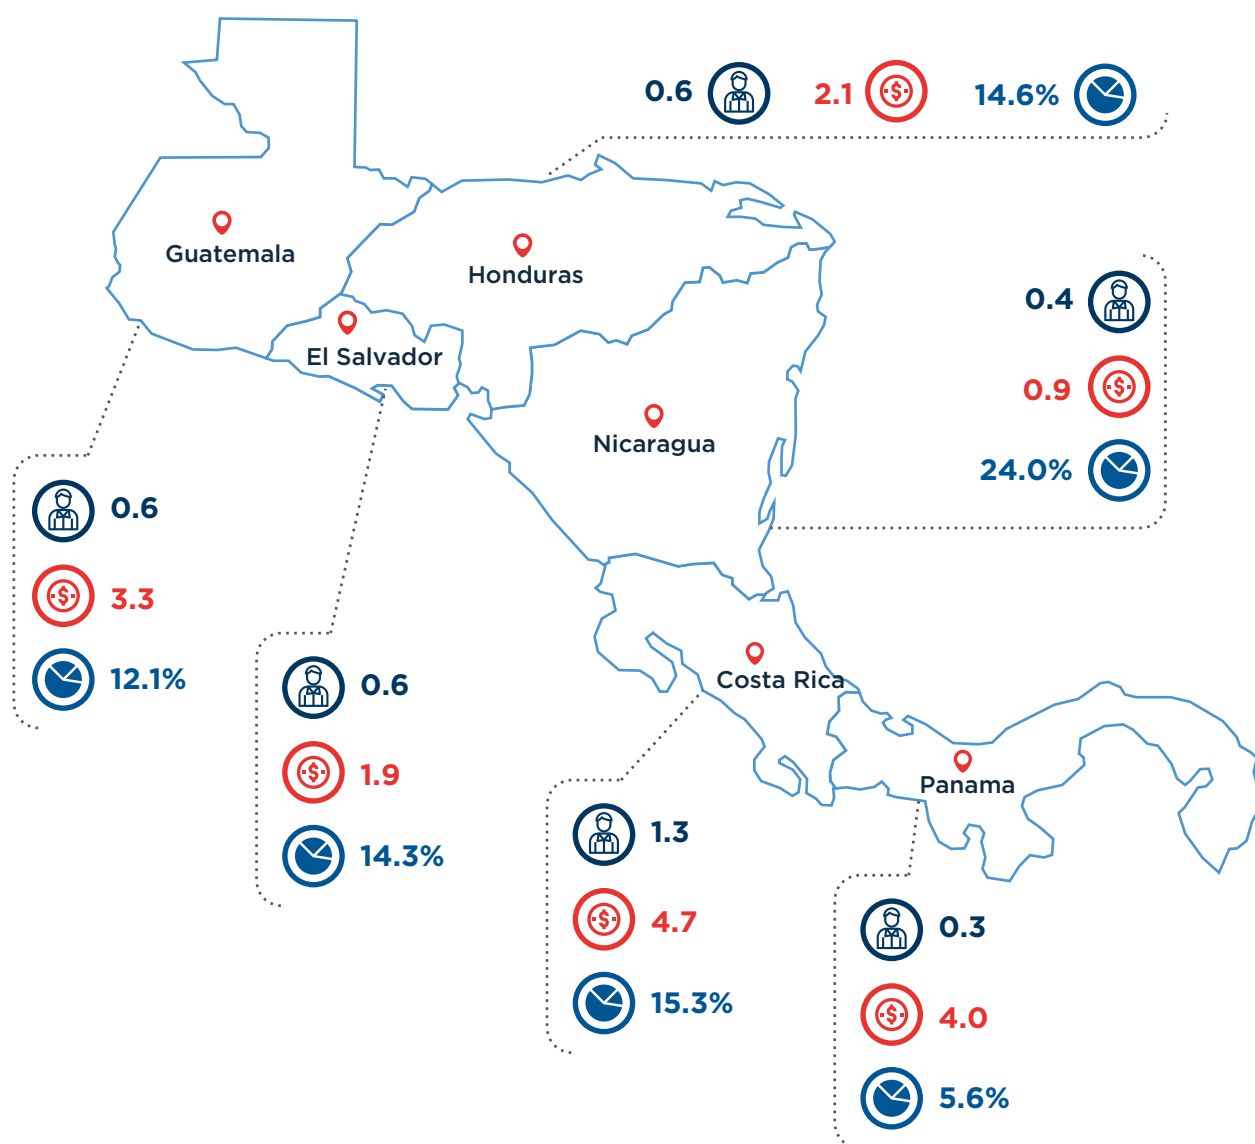 0.6 $ 2.1 14.6%
Guatemala
Honduras
El Salvador
Nicaragua
0.4
$
0.9
24.0%
0.6
$
3.3
12.1%
0.6
$
1.9
14.3%
Costa Rica
Panama
1.3
$
4.7
15.3%
0.3
$
4.0
5.6%